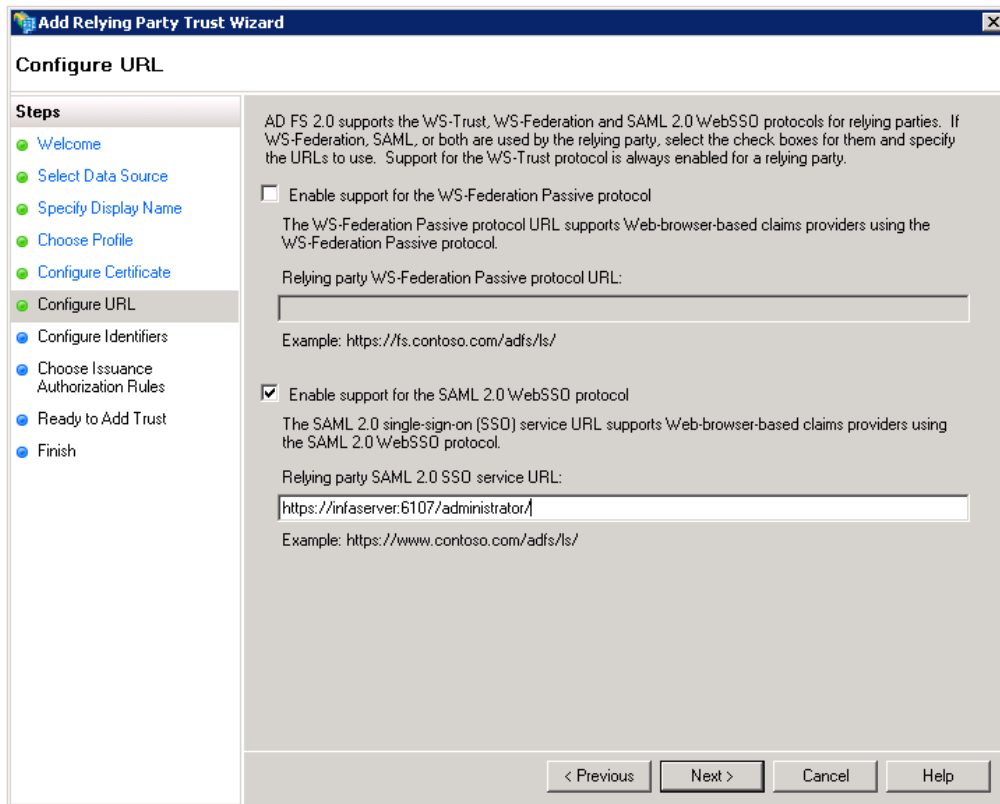 Add Relying Party Trust Wizard
Configure URL
Steps
Welcome
Select Data Source
Specify Display Name
Choose Profile
Configure Certificate
Configure URL
Configure Identifiers
Choose Issuance
Authorization Rules
Ready to Add Trust
Finish
AD FS 2.0 supports the WS-Trust, WS-Federation and SAML 2.0 WebSSO protocols for relying parties. If
WS-Federation, SAML, or both are used by the relying party, select the check boxes for them and specify
the URLs to use. Support for the WS-Trust protocol is always enabled for a relying party.
Enable support for the WS-Federation Passive protocol
The WS-Federation Passive protocol URL supports Web-browser-based claims providers using the
WS-Federation Passive protocol.
Relying party WS-Federation Passive protocol URL:
Example: https://fs.contoso.com/adfs/ls/
Enable support for the SAML 2.0 WebSSO protocol
The SAML 2.0 single-sign-on (SSO) service URL supports Web-browser-based claims providers using
the SAML 2.0 WebSSO protocol.
Relying party SAML 2.0 SSO service URL:
https://infaserver:6107/administrator/
Example: https://www.contoso.com/adfs/ls/
< Previous
Next >
Cancel
Help